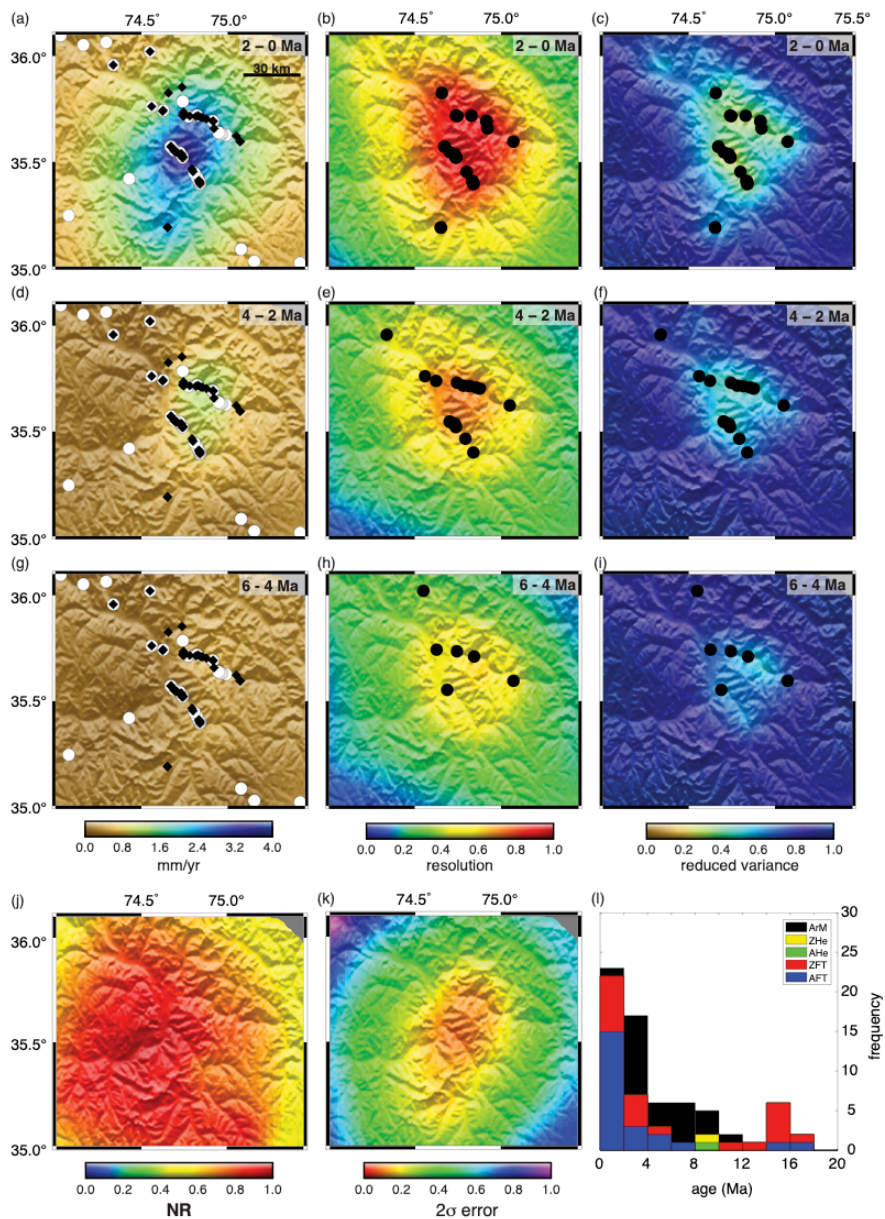 (a) 74.5˚ 75.0˚ (b) 74.5˚ 75.0˚ (c) 74.5˚ 75.0˚ 75.5˚
36.0˚ 2 – 0 Ma 2 – 0 Ma 2 – 0 Ma
30 km
35.5˚
35.0˚
(d) 4 – 2 Ma (e) 4 – 2 Ma (f) 4 – 2 Ma
36.0˚
35.5˚
35.0˚
(g) 6 - 4 Ma (h) 6 - 4 Ma (i) 6 - 4 Ma
36.0˚
35.5˚
35.0˚
0.0 0.8 1.6 2.4 3.2 4.0 0.0 0.2 0.4 0.6 0.8 1.0 0.0 0.2 0.4 0.6 0.8 1.0
mm/yr resolution reduced variance
(j) 74.5˚ 75.0˚ (k) 74.5˚ 75.0˚ (l)
36.0˚
35.5˚
35.0˚
0.0 0.2 0.4 0.6 0.8 1.0 0.0 0.2 0.4 0.6 0.8 1.0
NR 2σ error
30
25
20
15
10
5
0
frequency
ArM
ZHe
AHe
ZFT
AFT
0 4 8 12 16 20
age (Ma)